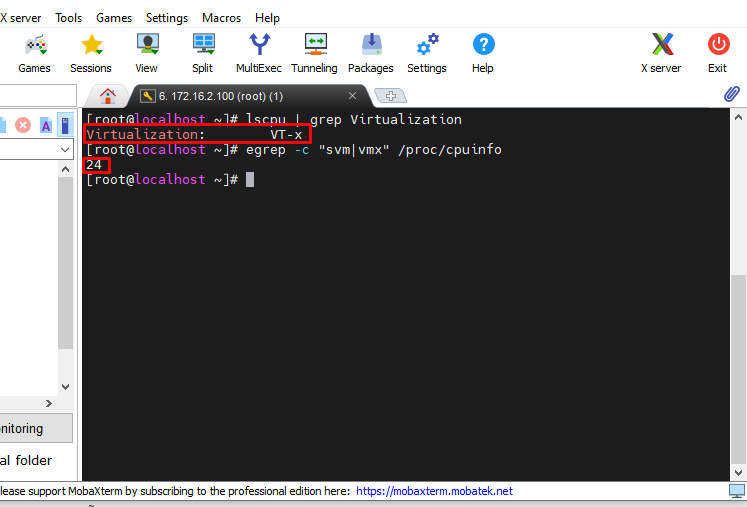 X server Tools Games Settings Macros Help
Games Sessions View Split MultiExec Tunneling Packages Settings Help X server Exit
6. 172.16.2.100 (root) (1)
[root@localhost ~]# lscpu | grep Virtualization
Virtualization: VT-x
[root@localhost ~]# egrep -c "svm|vmx" /proc/cpuinfo
24
[root@localhost ~]#
nitoring
al folder
lease support MobaXterm by subscribing to the professional edition here: https://mobaxterm.mobatek.net